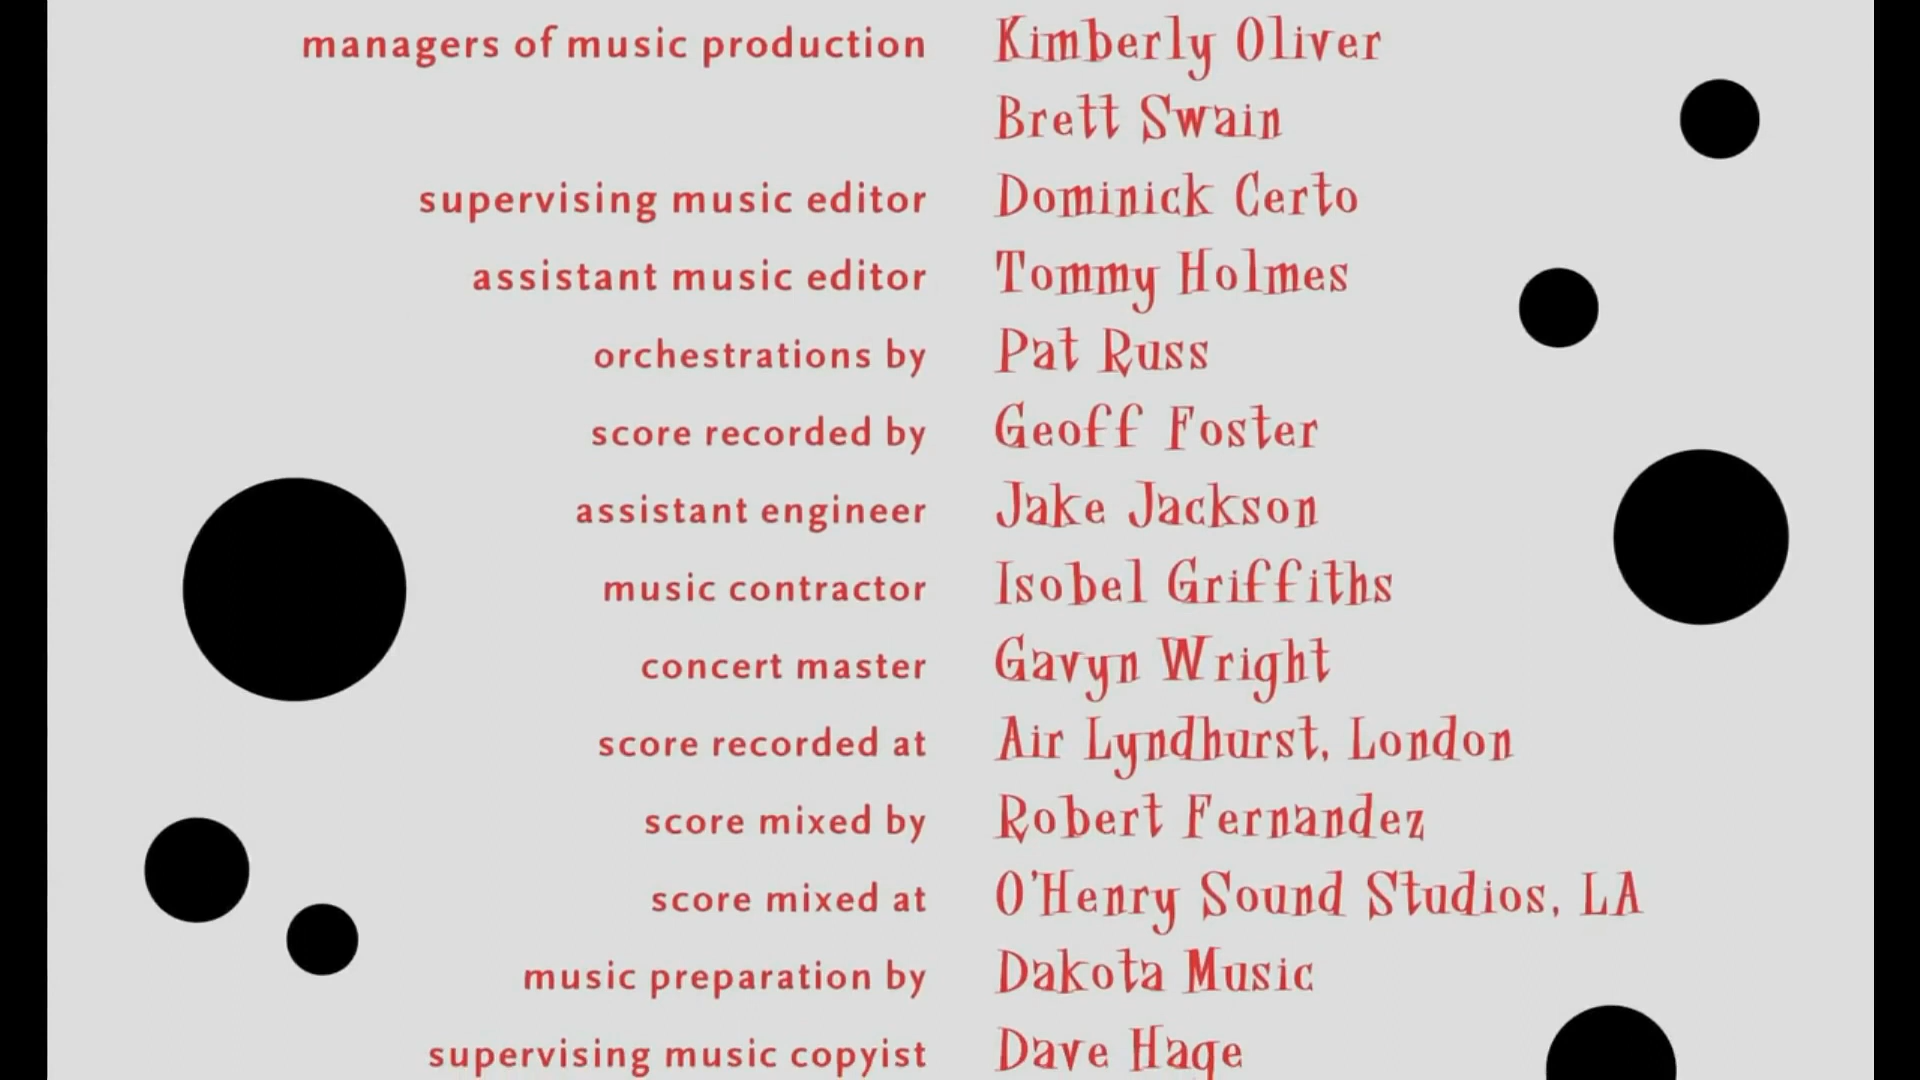 managers of music production Kimberly Oliver
Brett Swain
supervising music editor Dominick Certo
assistant music editor Tommy Holmes
orchestrations by Pat Russ
score recorded by Geoff Foster
assistant engineer Jake Jackson
music contractor Isobel Griffiths
concert master Gavyn Wright
score recorded at Air Lyndhurst, London
score mixed by Robert Fernandez
score mixed at O'Henry Sound Studios, LA
music preparation by Dakota Music
supervising music copyist Dave Hage